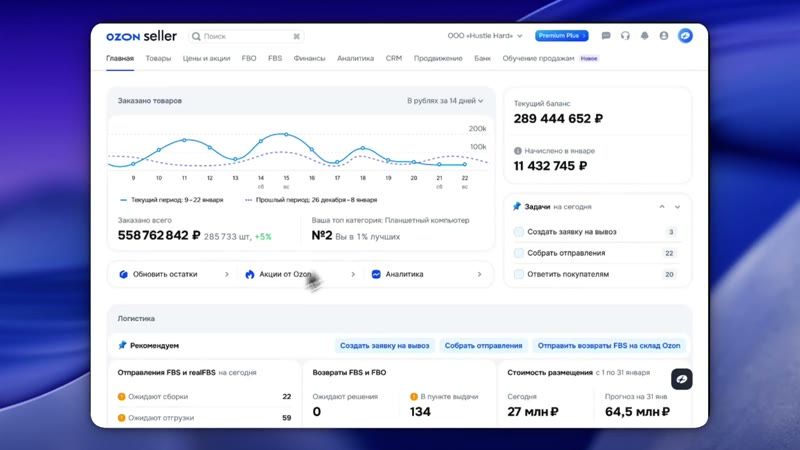 OZON seller
Поиск
ООО «Hustle Hard»
Premium Plus
Главная
Товары
Цены и акции
FBO
FBS
Финансы
Аналитика
CRM
Продвижение
Банк
Обучение продажам
Новое
Заказано товаров
В рублях за 14 дней
200k
100k
9 10 11 12 13 14 15 16 17 18 19 20 21 22
сб вс сб вс
Текущий период: 9–22 января
Прошлый период: 26 декабря–8 января
Заказано всего
558 762 842 ₽ 285 733 шт, +5%
Ваша топ категория: Планшетный компьютер
№2 Вы в 1% лучших
Текущий баланс
289 444 652 ₽
Начислено в январе
11 432 745 ₽
Задачи на сегодня
Создать заявку на вывоз 3
Собрать отправления 22
Ответить покупателям 20
Обновить остатки
Акции от Ozon
Аналитика
Логистика
Рекомендуем
Создать заявку на вывоз
Собрать отправления
Отправить возвраты FBS на склад Ozon
Отправления FBS и realFBS на сегодня
Ожидают сборки 22
Ожидают отгрузки 59
Возвраты FBS и FBO
Ожидают решения
0
В пункте выдачи
134
Стоимость размещения с 1 по 31 января
Сегодня
27 млн ₽
Прогноз на 31 янв
64,5 млн ₽